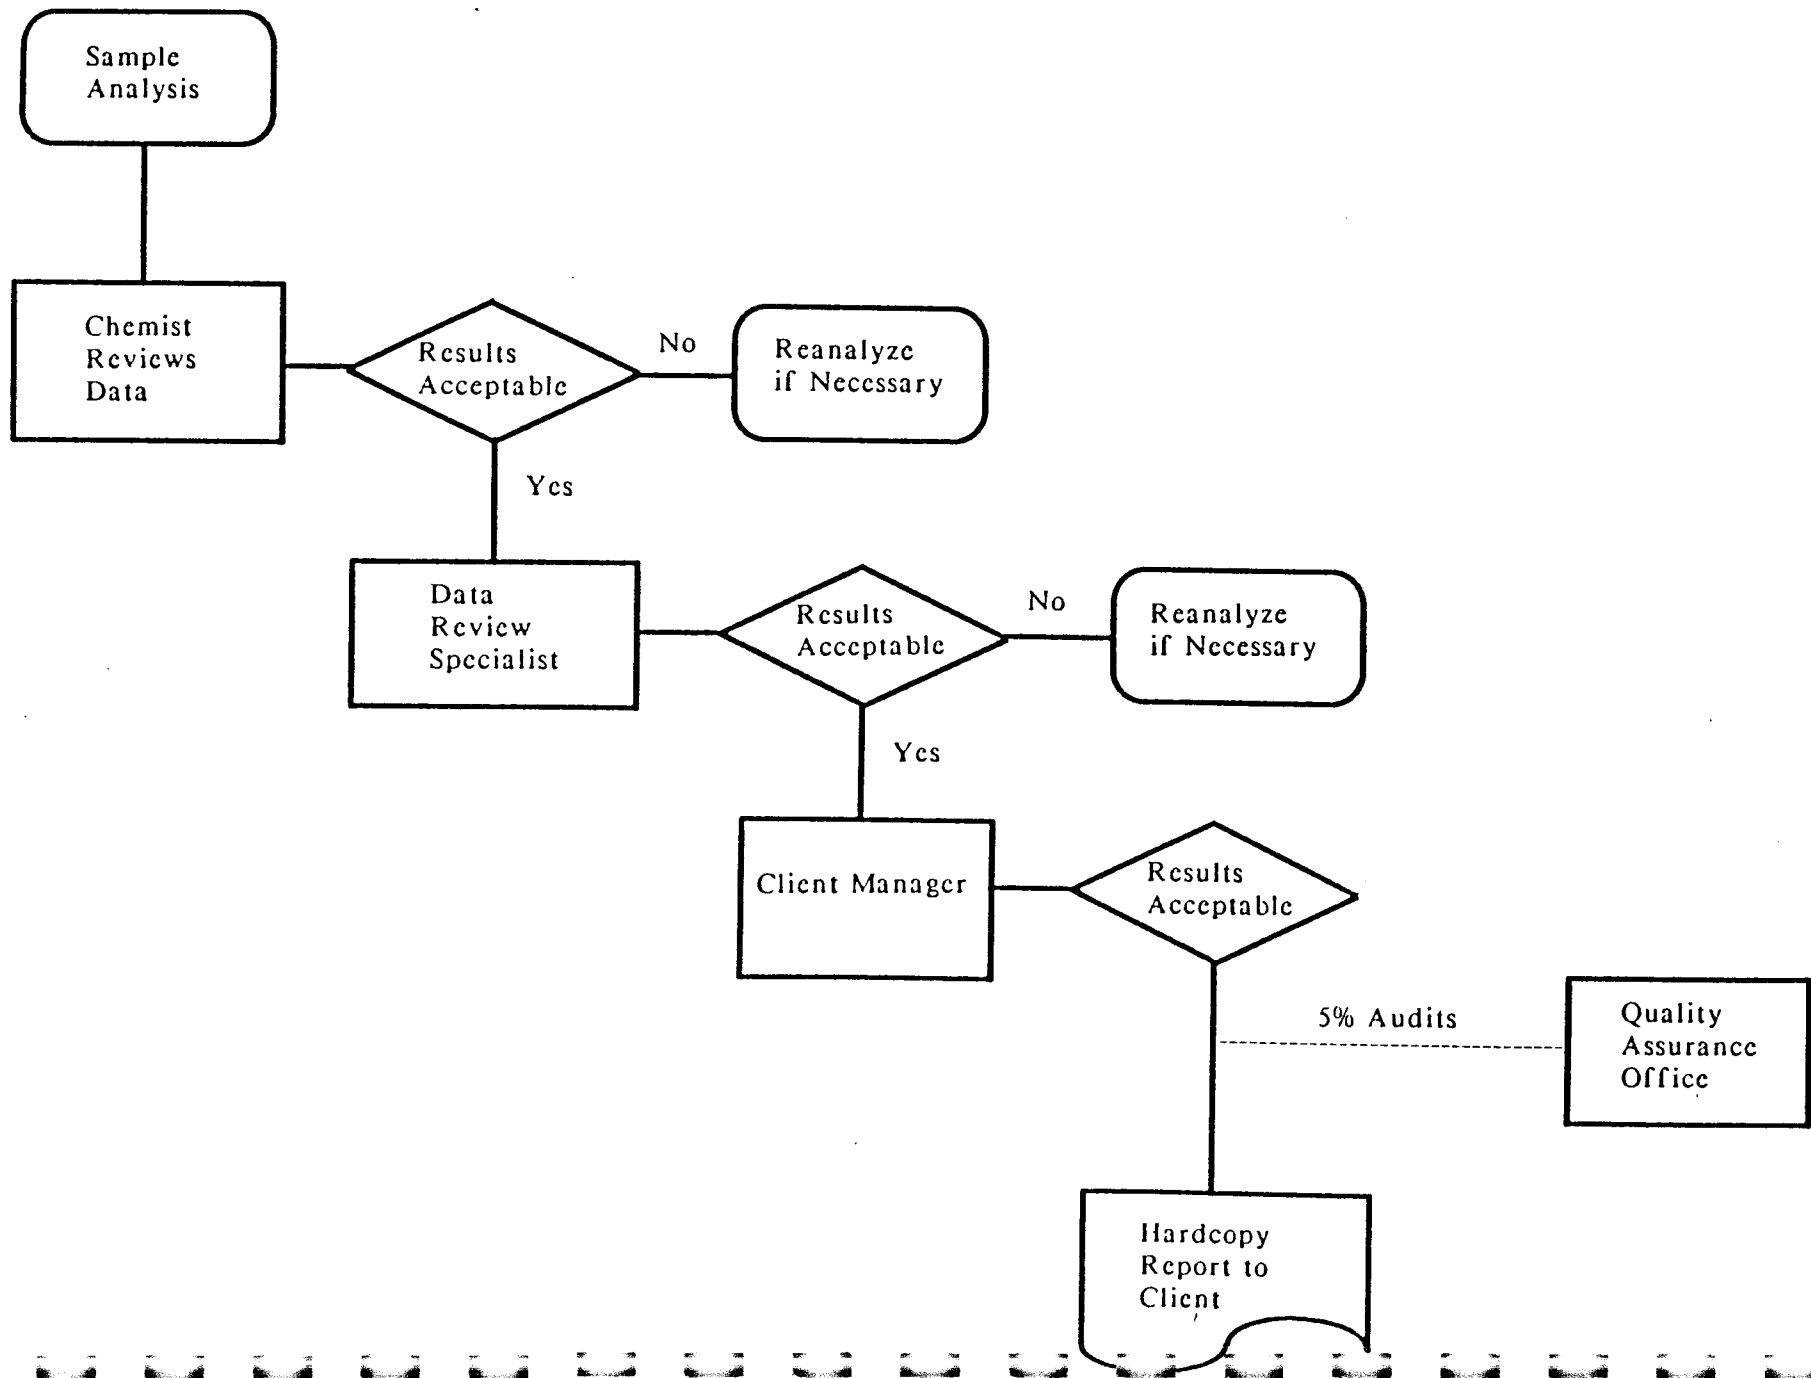 Sample
Analysis
Chemist
Reviews
Data
Results
Acceptable
No
Reanalyze
if Necessary
Yes
Data
Review
Specialist
Results
Acceptable
No
Reanalyze
if Necessary
Yes
Client Manager
Results
Acceptable
5% Audits
Quality
Assurance
Office
Hardcopy
Report to
Client